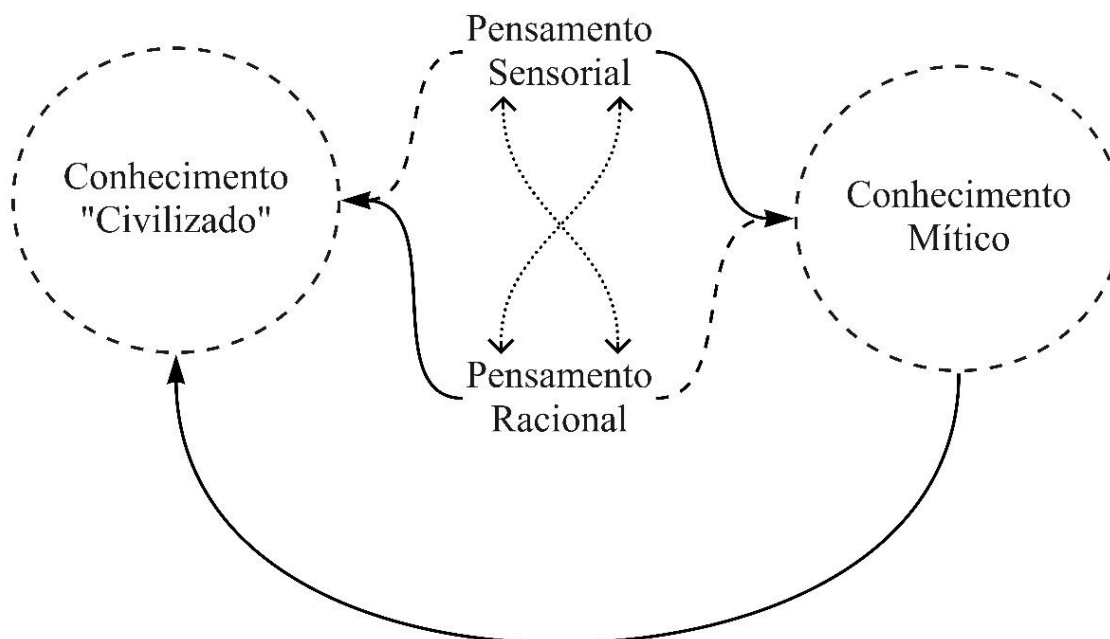 Pensamento
Sensorial
Conhecimento
"Civilizado"
Conhecimento
Mítico
Pensamento
Racional